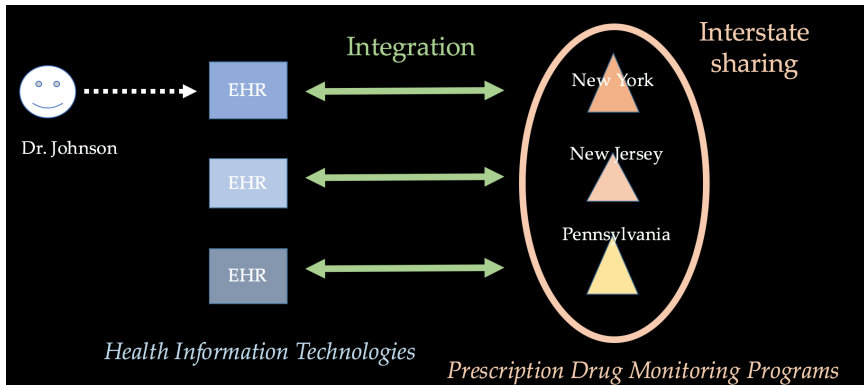 Integration
Interstate
sharing
EHR
New York
Dr. Johnson
EHR
New Jersey
EHR
Pennsylvania
Health Information Technologies
Prescription Drug Monitoring Programs